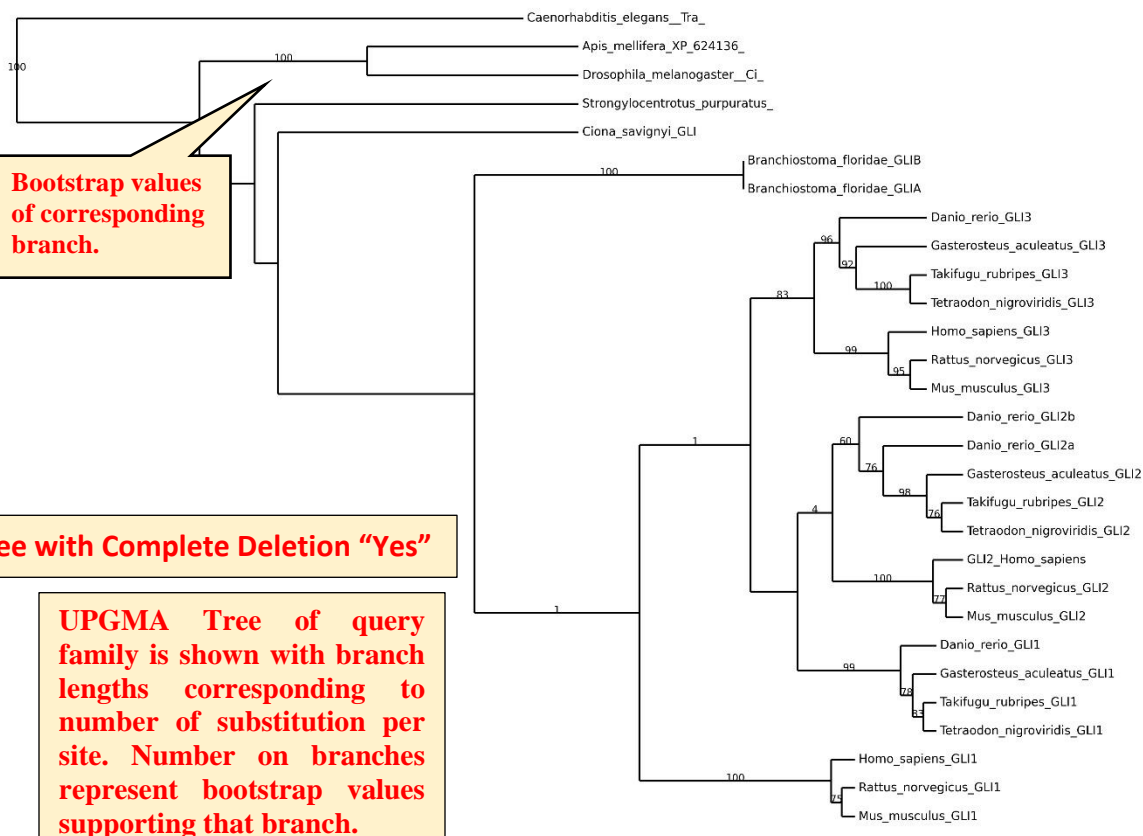 Caenorhabditis_elegans__Tra_
100
Apis_mellifera_XP_624136_
100
Drosophila_melanogaster__Ci_
Strongylocentrotus_purpuratus_
Ciona_savignyi_GLI
Bootstrap values
of corresponding
branch.
Branchiostoma_floridae_GLIB
100
Branchiostoma_floridae_GLIA
Danio_rerio_GLI3
96
Gasterosteus_aculeatus_GLI3
92
Takifugu_rubripes_GLI3
100
Tetraodon_nigroviridis_GLI3
83
Homo_sapiens_GLI3
99
Rattus_norvegicus_GLI3
95
Mus_musculus_GLI3
Danio_rerio_GLI2b
60
1
Danio_rerio_GLI2a
76
Gasterosteus_aculeatus_GLI2
98
Takifugu_rubripes_GLI2
76
4
Tetraodon_nigroviridis_GLI2
ee with Complete Deletion “Yes”
GLI2_Homo_sapiens
100
Rattus_norvegicus_GLI2
77
Mus_musculus_GLI2
1
UPGMA Tree of query
family is shown with branch
lengths corresponding to
number of substitution per
site. Number on branches
represent bootstrap values
supporting that branch.
Danio_rerio_GLI1
99
Gasterosteus_aculeatus_GLI1
78
Takifugu_rubripes_GLI1
83
Tetraodon_nigroviridis_GLI1
Homo_sapiens_GLI1
100
Rattus_norvegicus_GLI1
75
Mus_musculus_GLI1